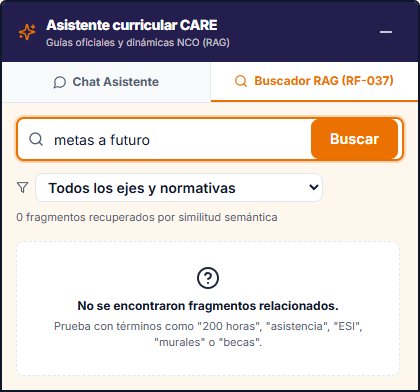 Asistente curricular CARE
Guías oficiales y dinámicas NCO (RAG)
Chat Asistente
Buscador RAG (RF-037)
metas a futuro
Buscar
Todos los ejes y normativas
0 fragmentos recuperados por similitud semántica
No se encontraron fragmentos relacionados.
Prueba con términos como "200 horas", "asistencia", "ESI",
"murales" o "becas".